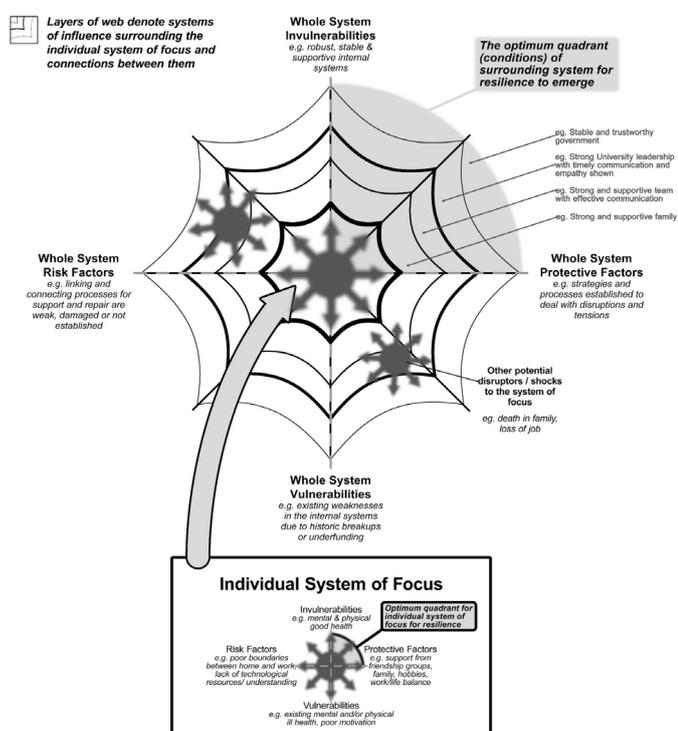 Layers of web denote systems
of influence surrounding the
individual system of focus and
connections between them
Whole System
Invulnerabilities
e.g. robust, stable &
supportive internal
systems
The optimum quadrant
(conditions) of
surrounding system for
resilience to emerge
eg. Stable and trustworthy
government
eg. Strong University leadership
with timely communication and
empathy shown
eg. Strong and supportive team
with effective communication
eg. Strong and supportive family
Whole System
Risk Factors
e.g. linking and
connecting processes for
support and repair are
weak, damaged or not
established
Whole System
Protective Factors
e.g. strategies and
processes established to
deal with disruptions and
tensions
Other potential
disruptors / shocks
to the system of
focus
eg. death in family,
loss of job
Whole System
Vulnerabilities
e.g. existing weaknesses
in the internal systems
due to historic breakups
or underfunding
Individual System of Focus
Invulnerabilities
e.g. mental & physical
good health
Optimum quadrant for
individual system of
focus for resilience
Risk Factors
e.g. poor boundaries
between home and work,
lack of technological
resources/ understanding
Protective Factors
e.g. support from
friendship groups,
family, hobbies,
work/life balance
Vulnerabilities
e.g. existing mental and/or physical
ill health, poor motivation